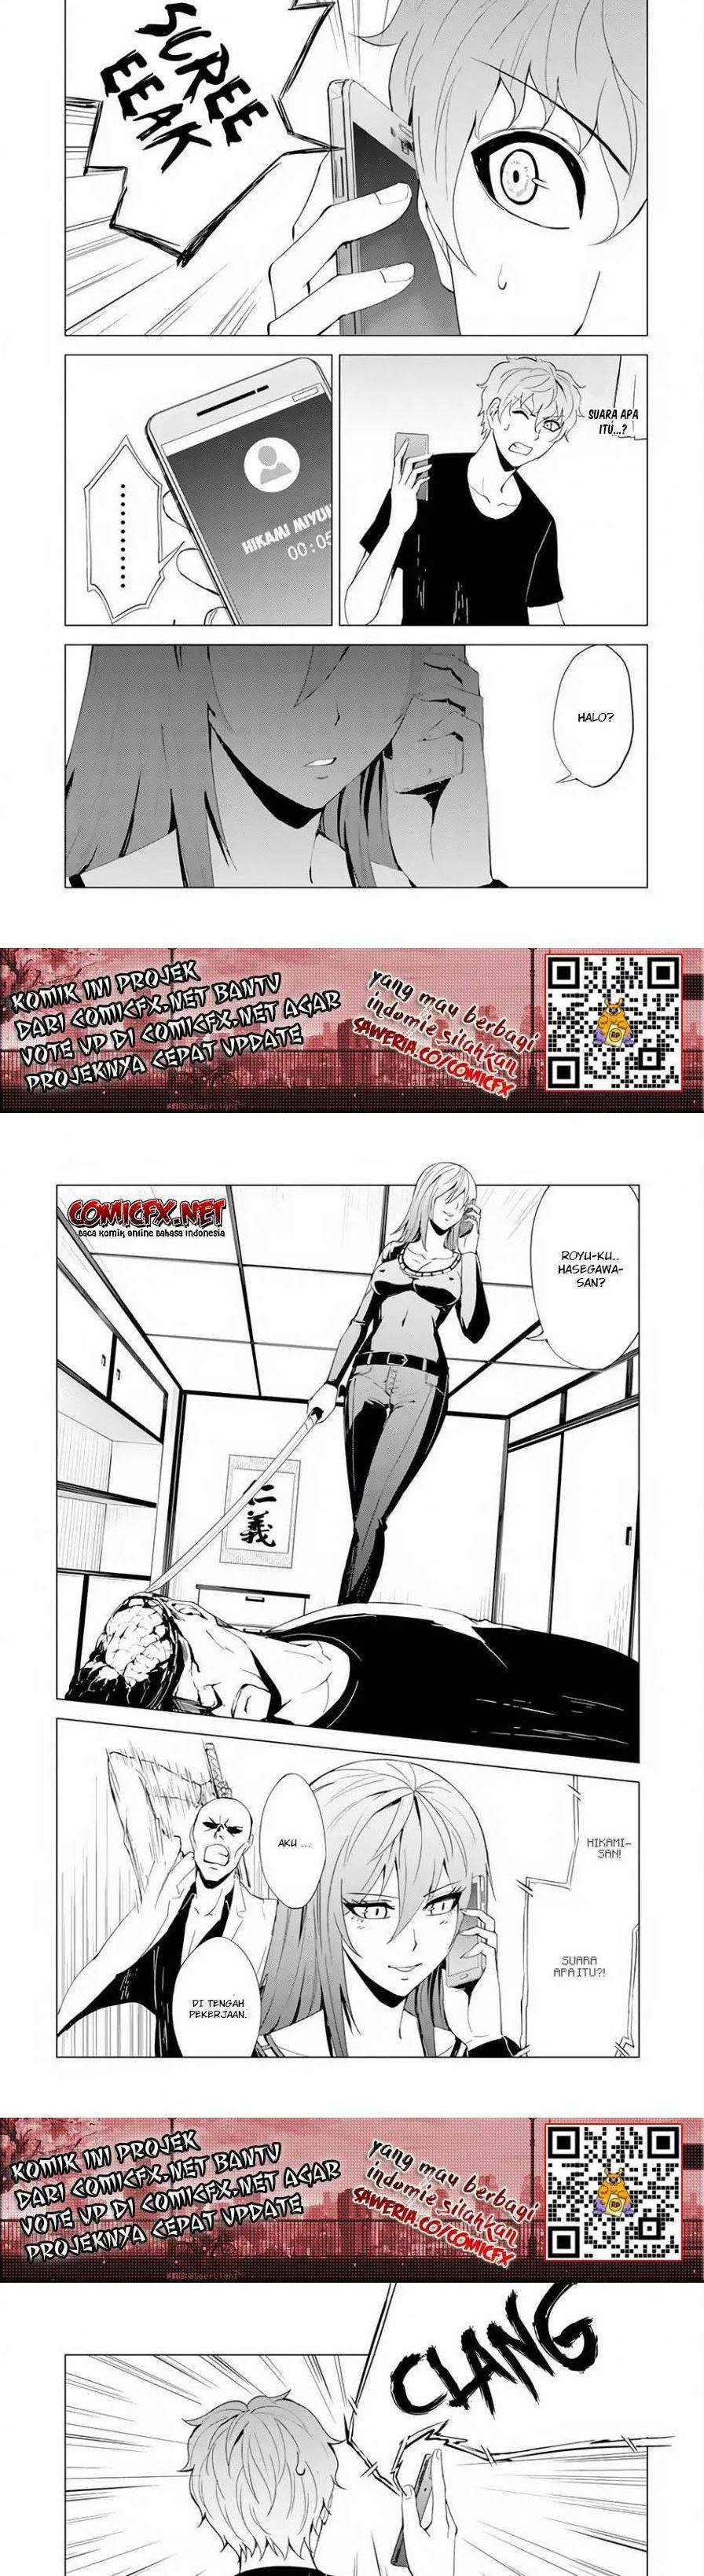 SUREE
EEAK
SUARA APA
ITU...?
HIKAMI MIYU
00:05
HALO?
KOMIK INI PROJEK
DARI COMICFX.NET BANTU
VOTE UP DI COMICFX.NET AGAR
PROJEKNYA CEPAT UPDATE
yang mau berbagi
indomie silahkan
SAWERIA.CO/COMICFX
COMICFX.NET
Baca Komik Online Bahasa Indonesia
ROYU-KU..
HASEGAWA-
SAN?
仁
義
HIKAMI-
SAN!
AKU ...
SUARA
APA ITU?!
DI TENGAH
PEKERJAAN.
KOMIK INI PROJEK
DARI COMICFX.NET BANTU
VOTE UP DI COMICFX.NET AGAR
PROJEKNYA CEPAT UPDATE
yang mau berbagi
indomie silahkan
SAWERIA.CO/COMICFX
CLANG